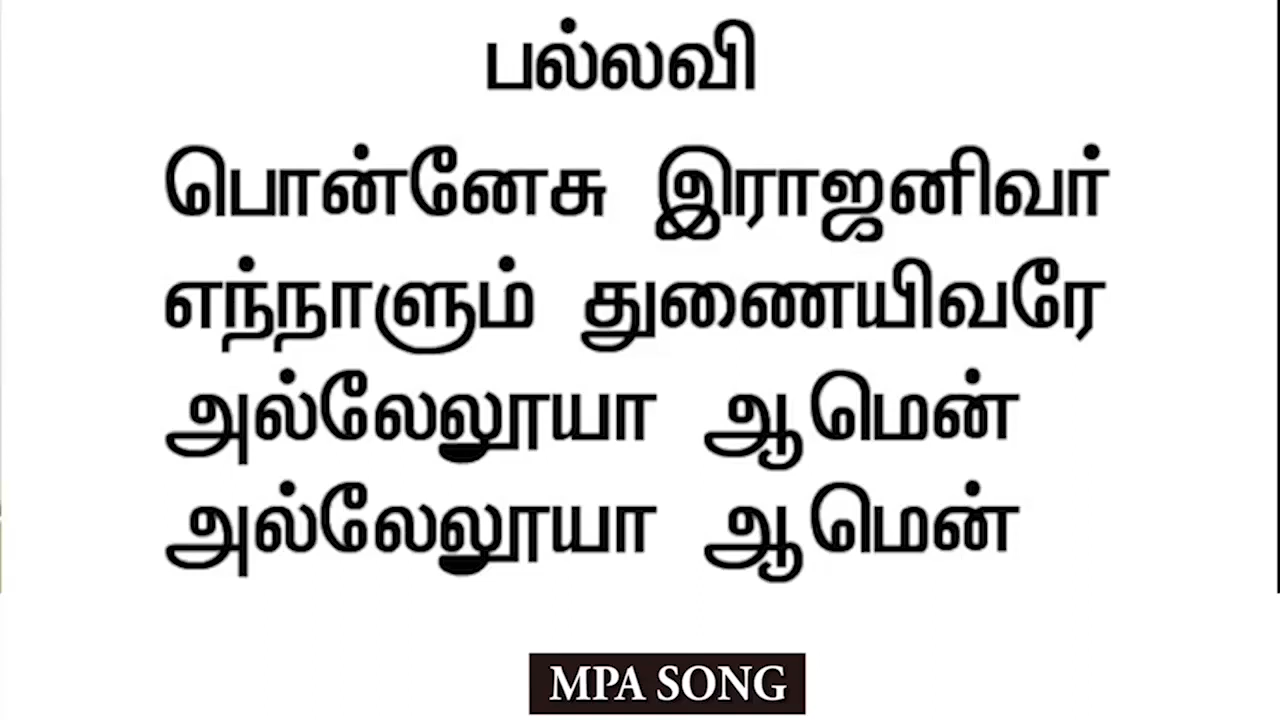 பல்லவி
பொன்னேசு இராஜனிவர்
எந்நாளும் துணையிவரே
அல்லேலூயா ஆமென்
அல்லேலூயா ஆமென்
MPA SONG